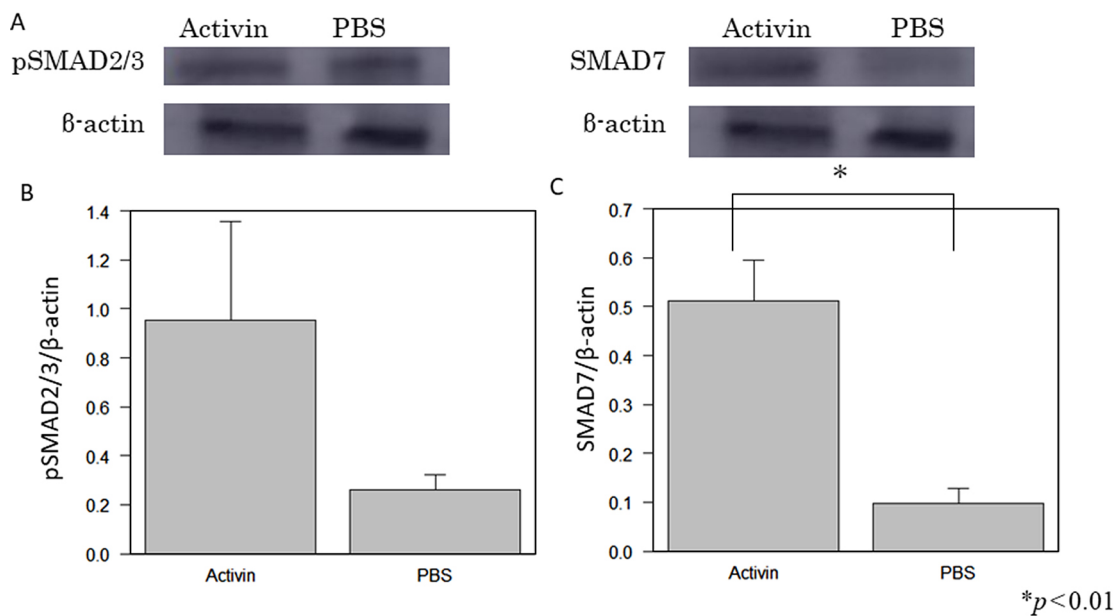 A
Activin PBS
pSMAD2/3
β-actin
Activin PBS
SMAD7
β-actin
B
pSMAD2/3/β-actin
1.4
1.2
1.0
0.8
0.6
0.4
0.2
0.0
Activin PBS
C
*
SMAD7/β-actin
0.7
0.6
0.5
0.4
0.3
0.2
0.1
0.0
Activin PBS
*p<0.01